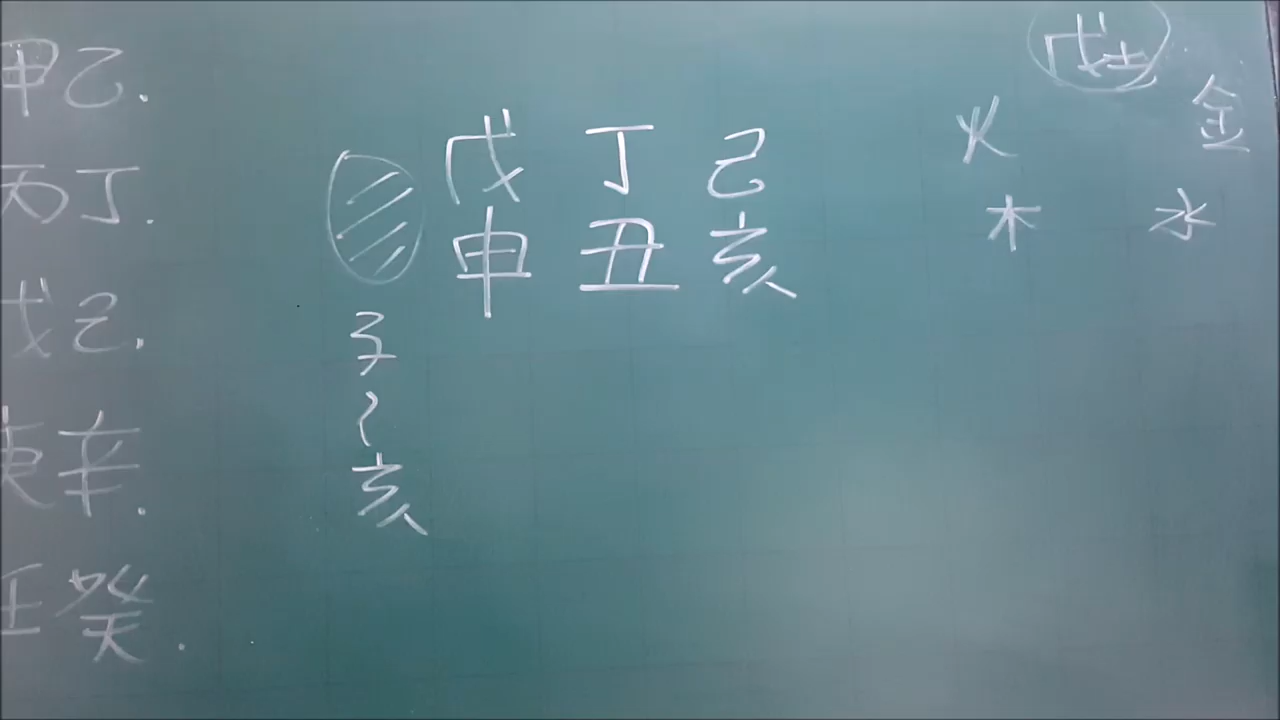 甲乙.
丙丁.
戊己.
庚辛.
壬癸.
戊丁己
申丑亥
子
~
亥
戊土
火 金
木 水